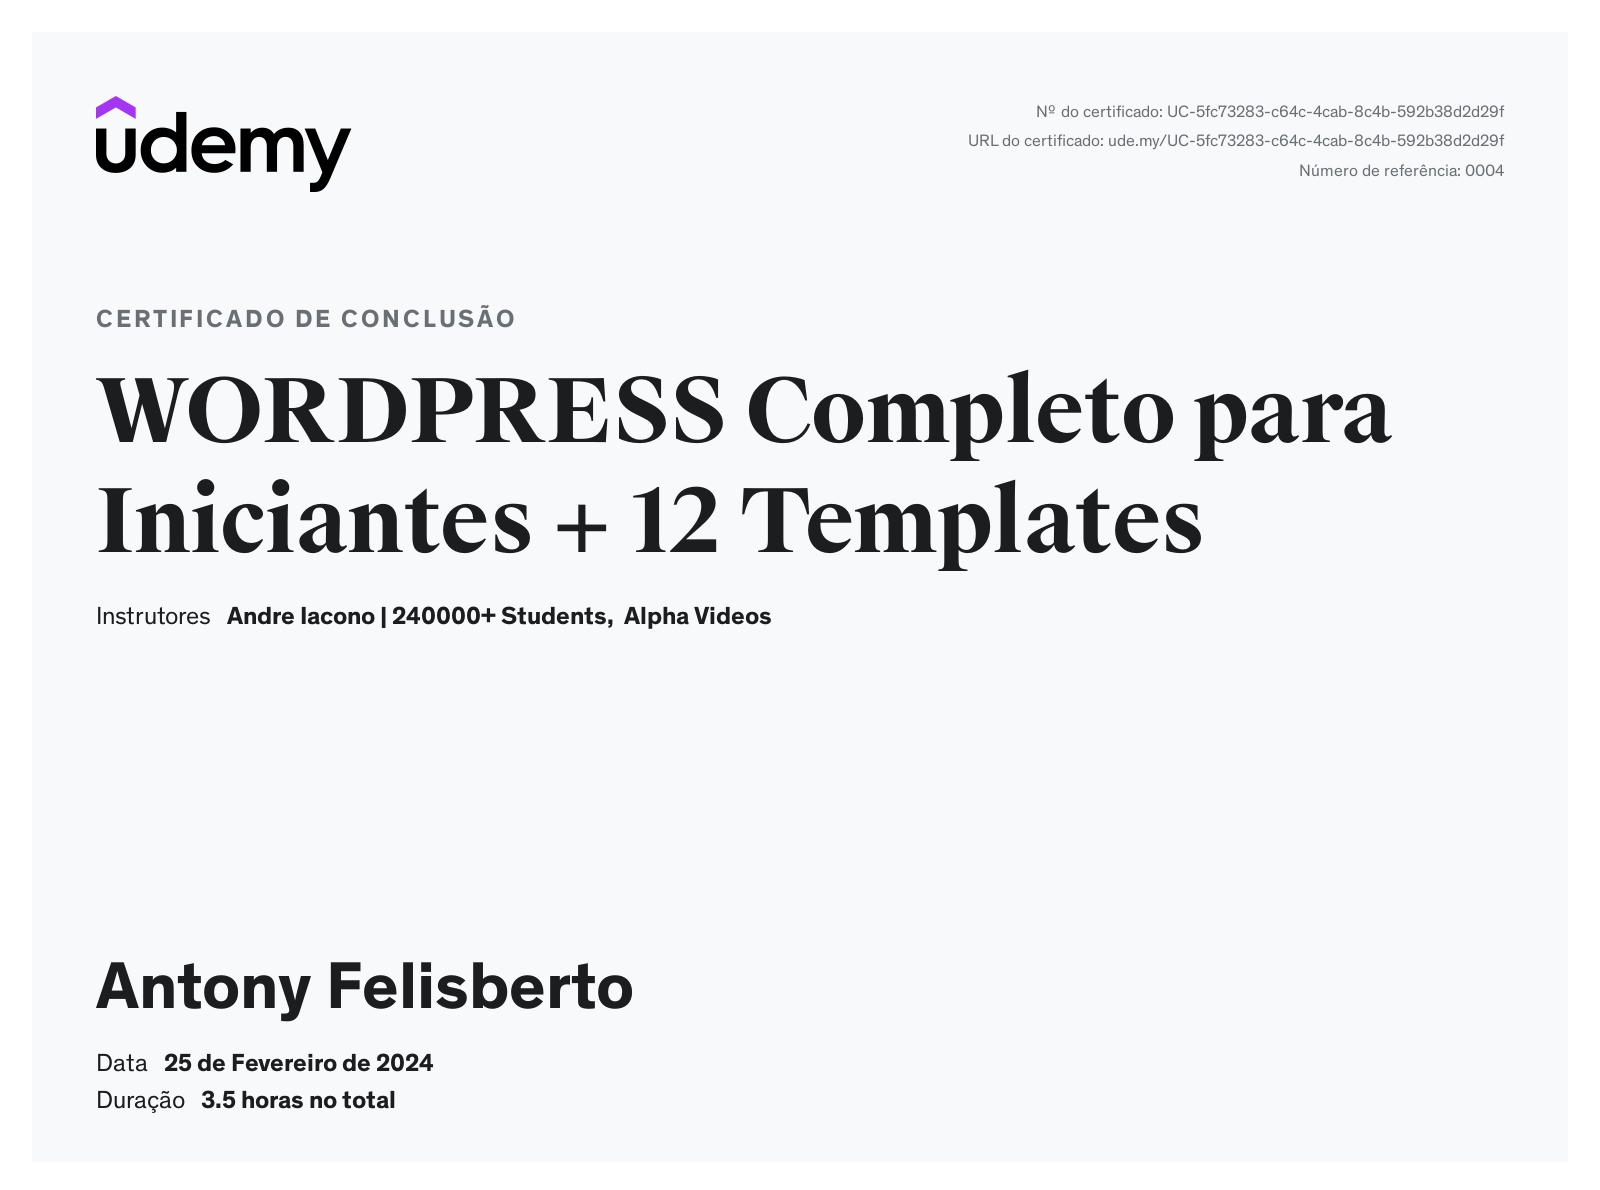 udemy
Nº do certificado: UC-5fc73283-c64c-4cab-8c4b-592b38d2d29f
URL do certificado: ude.my/UC-5fc73283-c64c-4cab-8c4b-592b38d2d29f
Número de referência: 0004
CERTIFICADO DE CONCLUSÃO
WORDPRESS Completo para
Iniciantes + 12 Templates
Instrutores Andre Iacono | 240000+ Students, Alpha Videos
Antony Felisberto
Data 25 de Fevereiro de 2024
Duração 3.5 horas no total